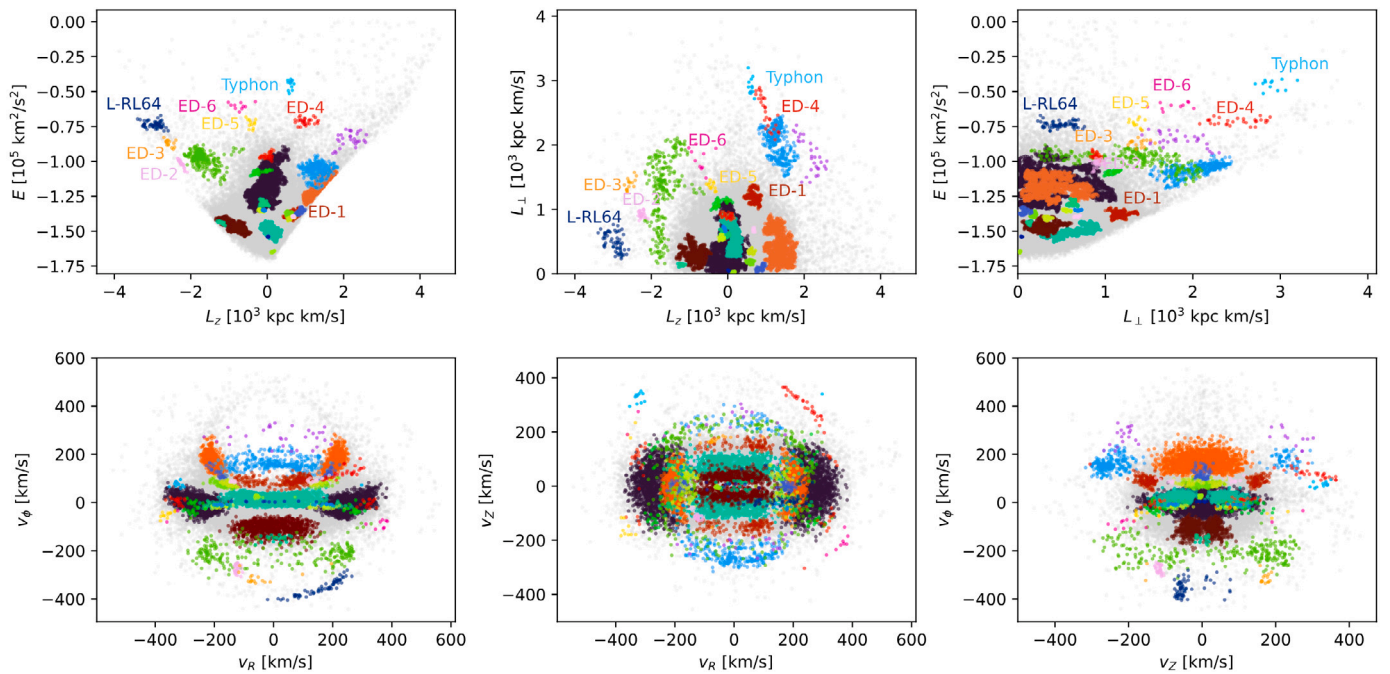 0.00
−0.25
−0.50
−0.75
−1.00
−1.25
−1.50
−1.75
E [10⁵ km²/s²]
Typhon
L-RL64
ED-6
ED-4
ED-5
ED-3
ED-2
ED-1
−4 −2 0 2 4
L_z [10³ kpc km/s]
4
3
2
1
0
L_⊥ [10³ kpc km/s]
Typhon
ED-4
ED-6
ED-3
ED-5
ED-1
L-RL64
−4 −2 0 2 4
L_z [10³ kpc km/s]
0.00
−0.25
−0.50
−0.75
−1.00
−1.25
−1.50
−1.75
E [10⁵ km²/s²]
Typhon
ED-6
L-RL64
ED-4
ED-3
ED-1
0 1 2 3 4
L_⊥ [10³ kpc km/s]
600
400
200
0
−200
−400
v_ϕ [km/s]
−400 −200 0 200 400 600
v_R [km/s]
400
200
0
−200
−400
v_Z [km/s]
−400 −200 0 200 400 600
v_R [km/s]
600
400
200
0
−200
−400
v_ϕ [km/s]
−400 −200 0 200 400
v_Z [km/s]